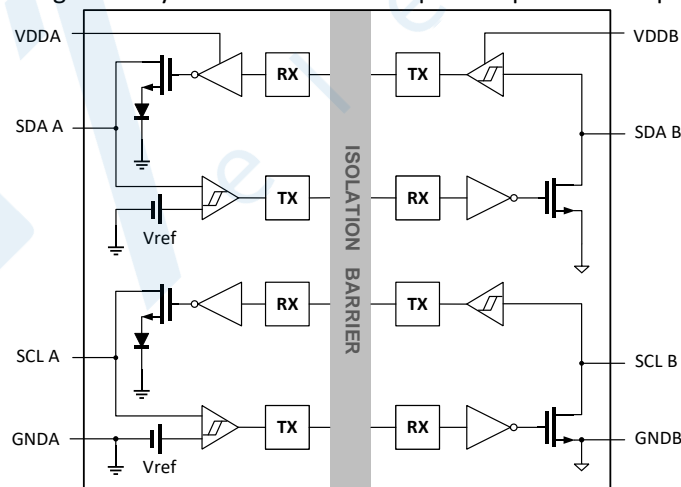 VDDA
VDDB
RX
TX
SDA A
SDA B
TX
RX
Vref
ISOLATION BARRIER
RX
TX
SCL A
SCL B
TX
RX
GNDA
GNDB
Vref